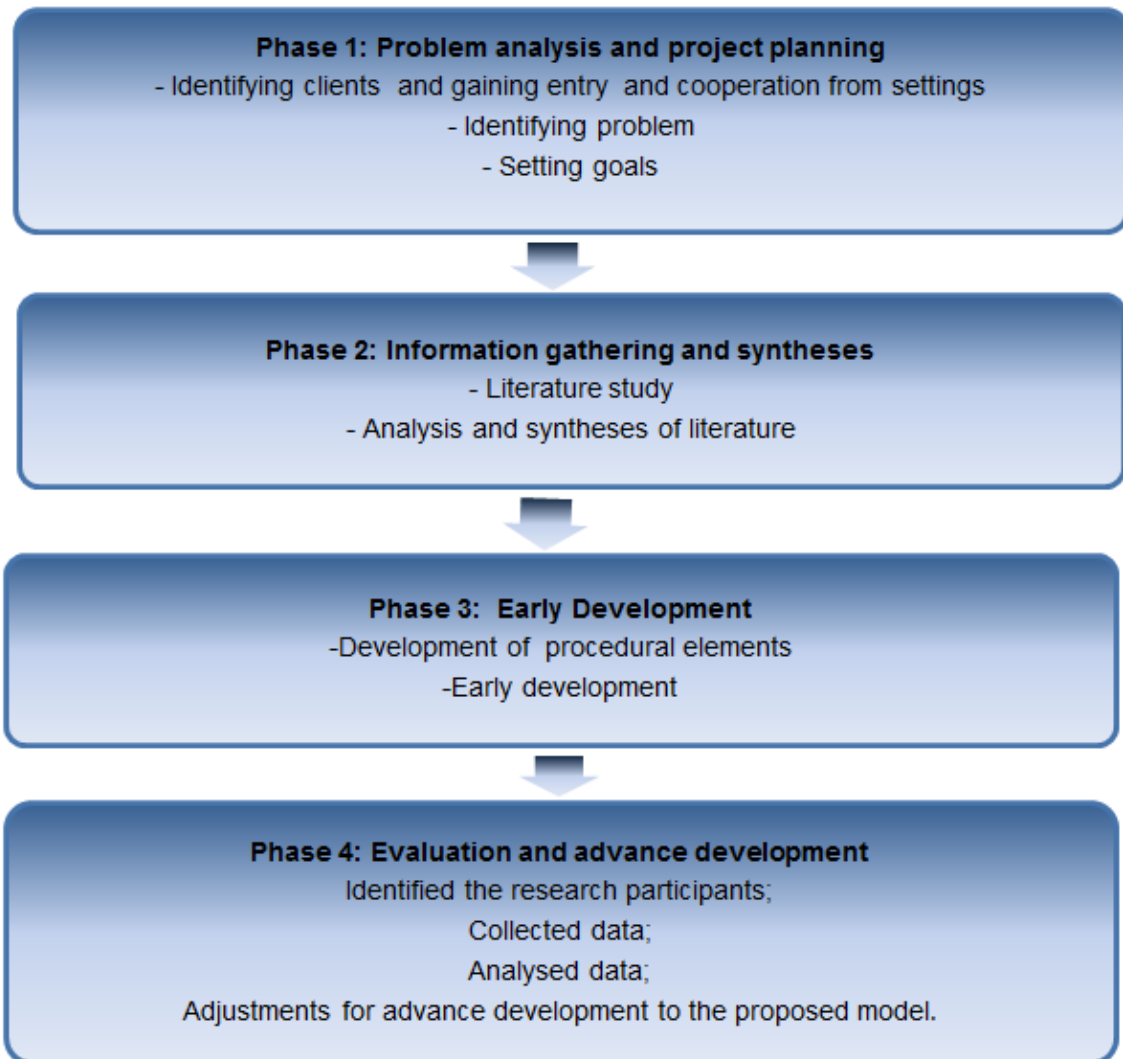 Phase 1: Problem analysis and project planning
- Identifying clients and gaining entry and cooperation from settings
- Identifying problem
- Setting goals
Phase 2: Information gathering and syntheses
- Literature study
- Analysis and syntheses of literature
Phase 3: Early Development
-Development of procedural elements
-Early development
Phase 4: Evaluation and advance development
Identified the research participants;
Collected data;
Analysed data;
Adjustments for advance development to the proposed model.